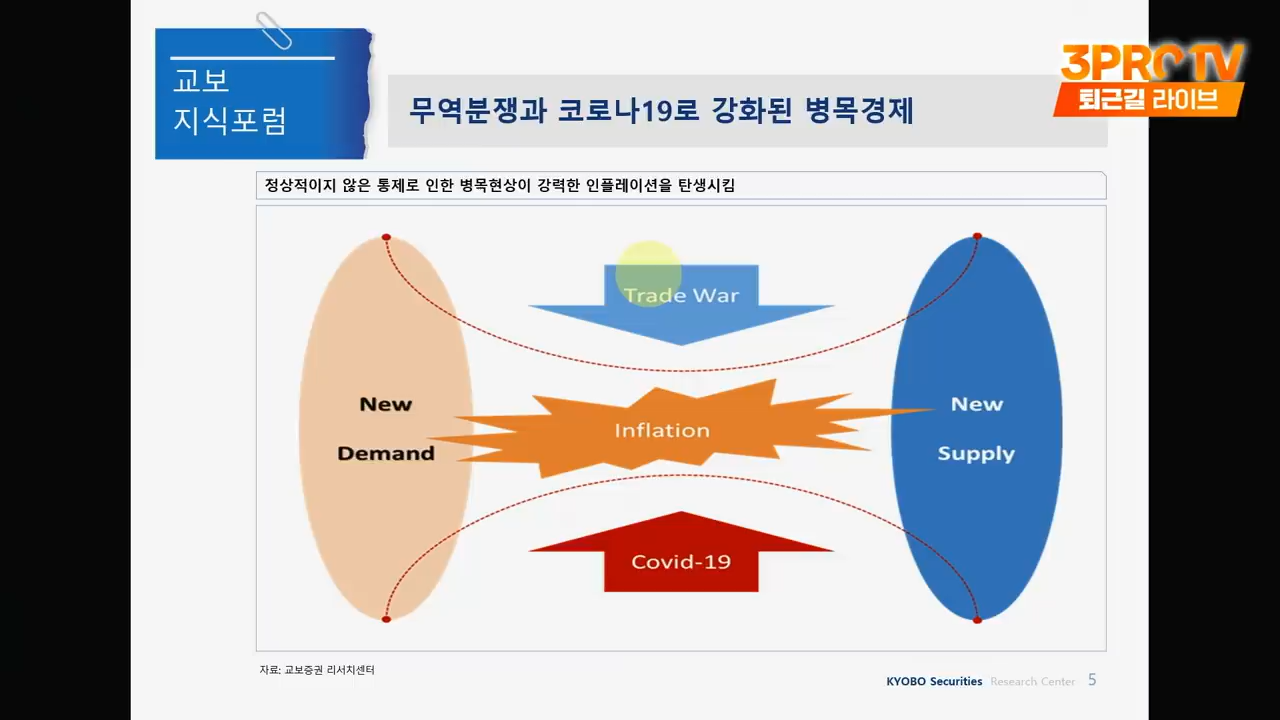 교보
지식포럼
3PROTV
퇴근길 라이브
무역분쟁과 코로나19로 강화된 병목경제
정상적이지 않은 통제로 인한 병목현상이 강력한 인플레이션을 탄생시킴
Trade War
New
Demand
Inflation
New
Supply
Covid-19
자료: 교보증권 리서치센터
KYOBO Securities Research Center 5